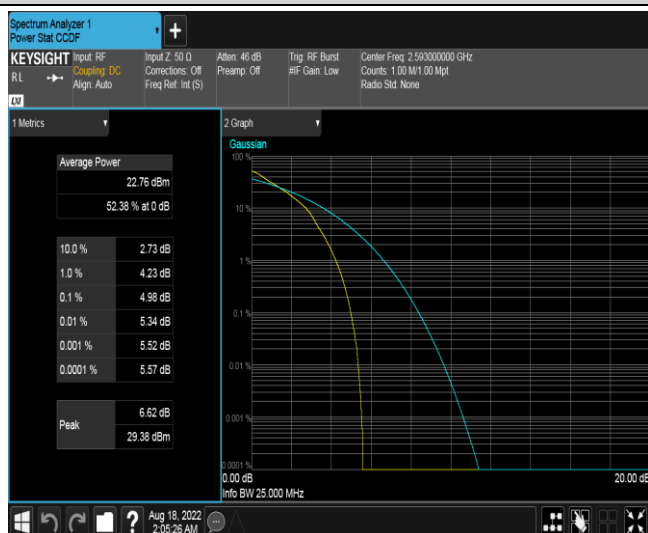 Spectrum Analyzer 1
Power Stat CCDF
+
KEYSIGHT
RL
LXI
Input: RF
Coupling: DC
Align: Auto
Input Z: 50 Ω
Corrections: Off
Freq Ref: Int (S)
Atten: 46 dB
Preamp: Off
Trig: RF Burst
#IF Gain: Low
Center Freq: 2.593000000 GHz
Counts: 1.00 M/1.00 Mpt
Radio Std: None
1 Metrics
Average Power
22.76 dBm
52.38 % at 0 dB
10.0 % 2.73 dB
1.0 % 4.23 dB
0.1 % 4.98 dB
0.01 % 5.34 dB
0.001 % 5.52 dB
0.0001 % 5.57 dB
Peak
6.62 dB
29.38 dBm
2 Graph
Gaussian
100 %
10 %
1 %
0.1 %
0.01 %
0.001 %
0.0001 %
0.00 dB 20.00 dB
Info BW 25.000 MHz
?
Aug 18, 2022
2:05:26 AM